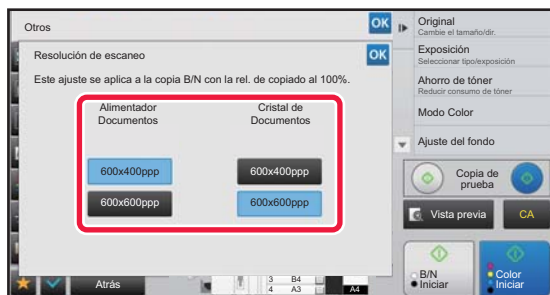 Otros
OK
Resolución de escaneo
OK
Este ajuste se aplica a la copia B/N con la rel. de copiado al 100%.
Alimentador
Documentos
Cristal de
Documentos
600x400ppp
600x400ppp
600x600ppp
600x600ppp
Atrás
3 B4
4 A3
A4
Original
Cambie el tamaño/dir.
Exposición
Seleccionar tipo/exposición
Ahorro de tóner
Reducir consumo de tóner
Modo Color
Ajuste del fondo
Copia de
prueba
Vista previa
CA
B/N
Iniciar
Color
Iniciar